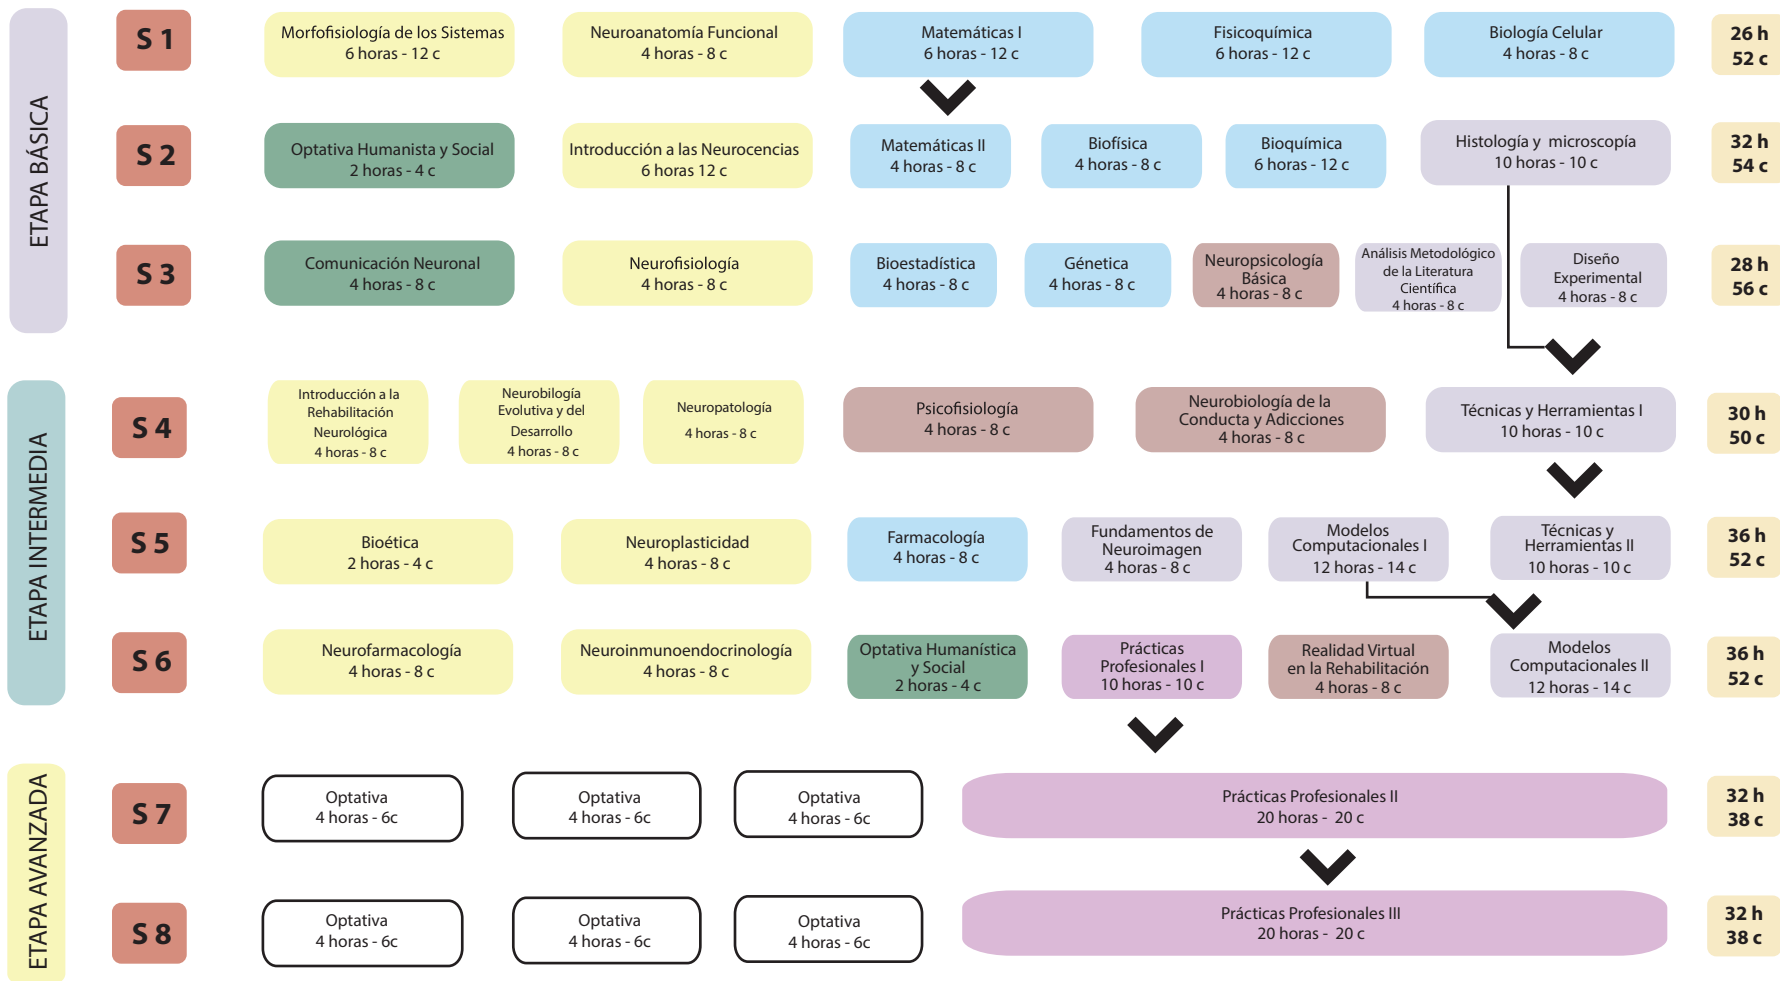 ETAPA BÁSICA
S 1
Morfofisiología de los Sistemas
6 horas - 12 c
Neuroanatomía Funcional
4 horas - 8 c
Matemáticas I
6 horas - 12 c
Fisicoquímica
6 horas - 12 c
Biología Celular
4 horas - 8 c
26 h
52 c
S 2
Optativa Humanista y Social
2 horas - 4 c
Introducción a las Neurocencias
6 horas 12 c
Matemáticas II
4 horas - 8 c
Biofísica
4 horas - 8 c
Bioquímica
6 horas - 12 c
Histología y microscopía
10 horas - 10 c
32 h
54 c
S 3
Comunicación Neuronal
4 horas - 8 c
Neurofisiología
4 horas - 8 c
Bioestadística
4 horas - 8 c
Génetica
4 horas - 8 c
Neuropsicología
Básica
4 horas - 8 c
Análisis Metodológico
de la Literatura
Científica
4 horas - 8 c
Diseño
Experimental
4 horas - 8 c
28 h
56 c
ETAPA INTERMEDIA
S 4
Introducción a la
Rehabilitación
Neurológica
4 horas - 8 c
Neurobilogía
Evolutiva y del
Desarrollo
4 horas - 8 c
Neuropatología
4 horas - 8 c
Psicofisiología
4 horas - 8 c
Neurobiología de la
Conducta y Adicciones
4 horas - 8 c
Técnicas y Herramientas I
10 horas - 10 c
30 h
50 c
S 5
Bioética
2 horas - 4 c
Neuroplasticidad
4 horas - 8 c
Farmacología
4 horas - 8 c
Fundamentos de
Neuroimagen
4 horas - 8 c
Modelos
Computacionales I
12 horas - 14 c
Técnicas y
Herramientas II
10 horas - 10 c
36 h
52 c
S 6
Neurofarmacología
4 horas - 8 c
Neuroinmunoendocrinología
4 horas - 8 c
Optativa Humanística
y Social
2 horas - 4 c
Prácticas
Profesionales I
10 horas - 10 c
Realidad Virtual
en la Rehabilitación
4 horas - 8 c
Modelos
Computacionales II
12 horas - 14 c
36 h
52 c
ETAPA AVANZADA
S 7
Optativa
4 horas - 6c
Optativa
4 horas - 6c
Optativa
4 horas - 6c
Prácticas Profesionales II
20 horas - 20 c
32 h
38 c
S 8
Optativa
4 horas - 6c
Optativa
4 horas - 6c
Optativa
4 horas - 6c
Prácticas Profesionales III
20 horas - 20 c
32 h
38 c